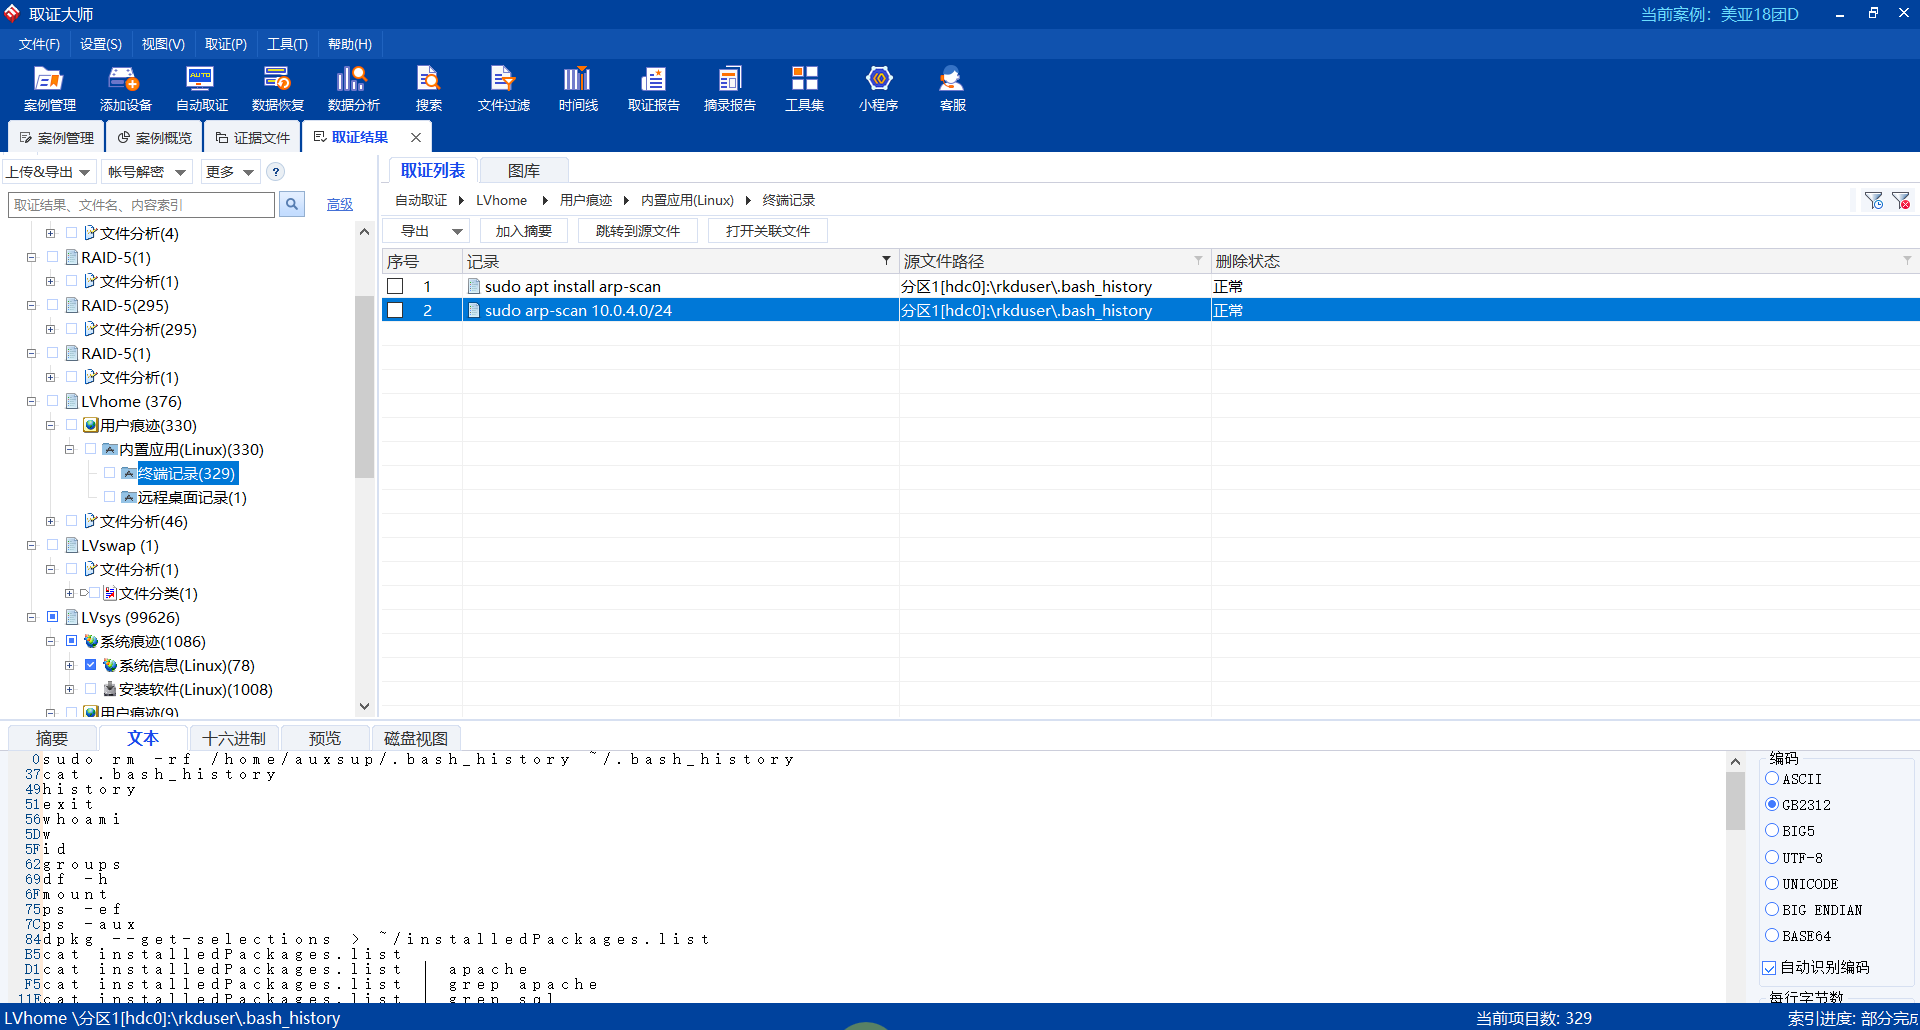 取证大师
当前案例：美亚18团D
文件(F) 设置(S) 视图(V) 取证(P) 工具(T) 帮助(H)
案例管理 添加设备 自动取证 数据恢复 数据分析 搜索 文件过滤 时间线 取证报告 摘录报告 工具集 小程序 客服
案例管理 案例概览 证据文件 取证结果
上传&导出 帐号解密 更多 ?
取证结果、文件名、内容索引 高级
文件分析(4)
RAID-5(1)
文件分析(1)
RAID-5(295)
文件分析(295)
RAID-5(1)
文件分析(1)
LVhome (376)
用户痕迹(330)
内置应用(Linux)(330)
终端记录(329)
远程桌面记录(1)
文件分析(46)
LVswap (1)
文件分析(1)
文件分类(1)
LVsys (99626)
系统痕迹(1086)
系统信息(Linux)(78)
安装软件(Linux)(1008)
用户痕迹(9)
取证列表 图库
自动取证 LVhome 用户痕迹 内置应用(Linux) 终端记录
导出 加入摘要 跳转到源文件 打开关联文件
序号 记录 源文件路径 删除状态
1 sudo apt install arp-scan 分区1[hdc0]:\rkduser\.bash_history 正常
2 sudo arp-scan 10.0.4.0/24 分区1[hdc0]:\rkduser\.bash_history 正常
摘要 文本 十六进制 预览 磁盘视图
0sudo rm -rf /home/auxsup/.bash_history ~/.bash_history
37cat .bash_history
49history
51exit
56whoami
5Dw
5Fid
62groups
69df -h
6Fmount
75ps -ef
7Cps -aux
84dpkg --get-selections > ~/installedPackages.list
B5cat installedPackages.list
D1cat installedPackages.list | apache
F5cat installedPackages.list | grep apache
11Ecat installedPackages.list | grep sql
编码
ASCII
GB2312
BIG5
UTF-8
UNICODE
BIG ENDIAN
BASE64
自动识别编码
每行字节数
LVhome \分区1[hdc0]:\rkduser\.bash_history
当前项目数: 329
索引进度: 部分完成